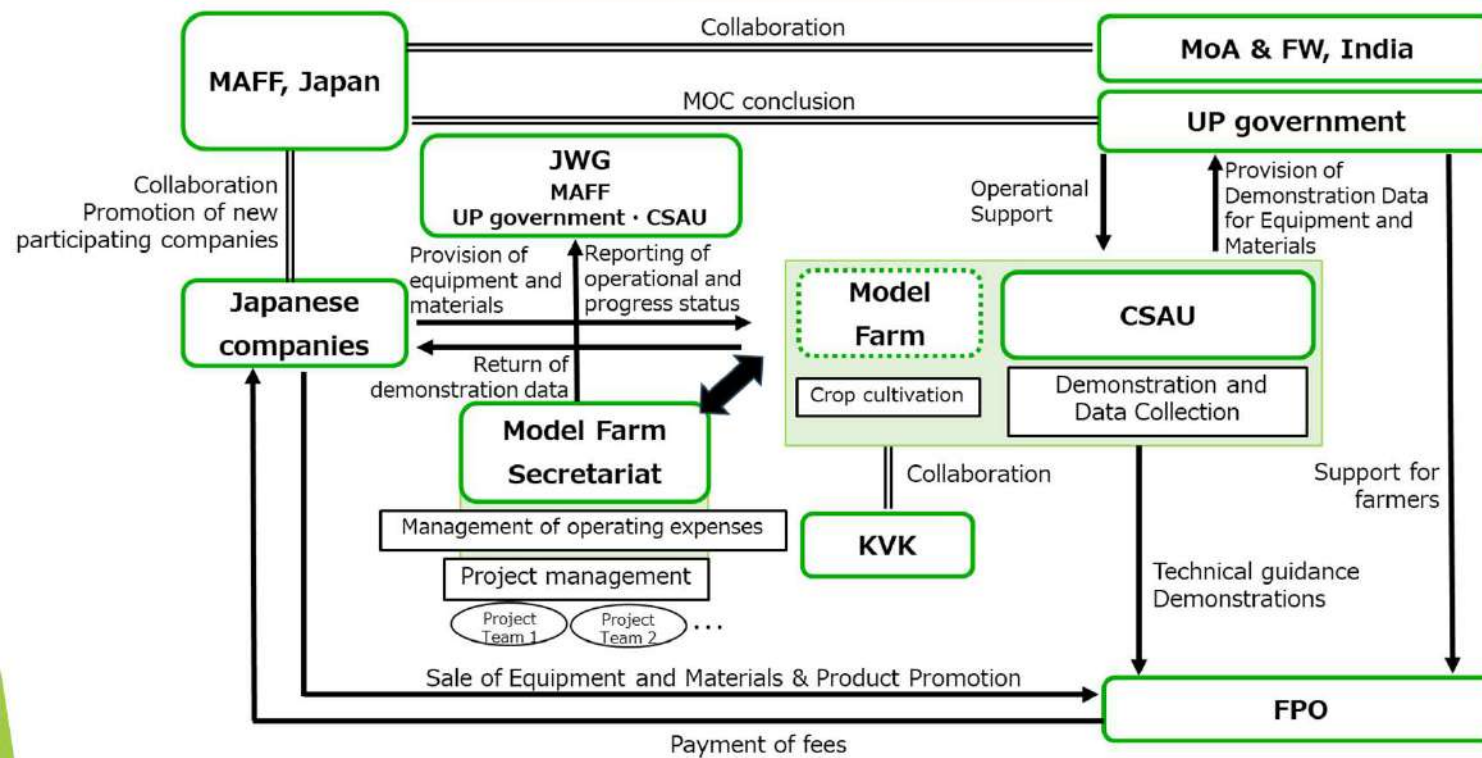 Collaboration
MAFF, Japan
MoA & FW, India
MOC conclusion
UP government
JWG
MAFF
UP government · CSAU
Collaboration
Promotion of new
participating companies
Operational
Support
Provision of
Demonstration Data
for Equipment and
Materials
Provision of
equipment and
materials
Reporting of
operational and
progress status
Japanese
companies
Model
Farm
CSAU
Return of
demonstration data
Crop cultivation
Demonstration and
Data Collection
Model Farm
Secretariat
Collaboration
Support for
farmers
Management of operating expenses
KVK
Project management
Technical guidance
Demonstrations
Project
Team 1
Project
Team 2
...
Sale of Equipment and Materials & Product Promotion
FPO
Payment of fees